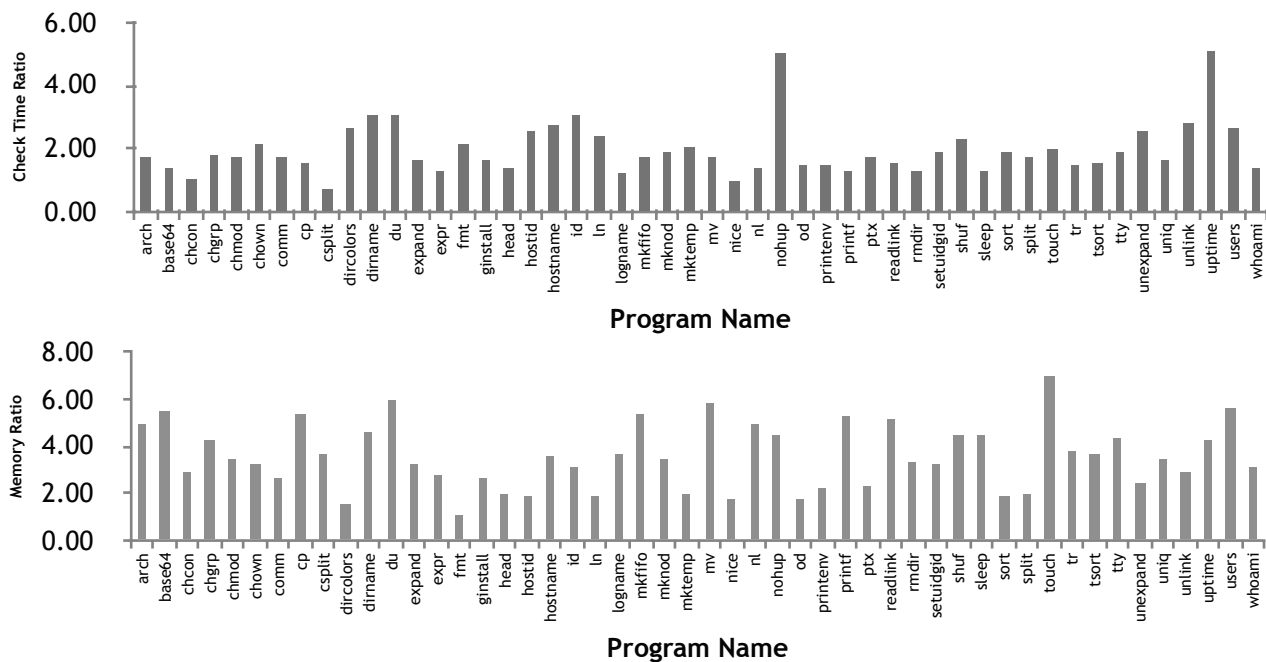 6.00
4.00
2.00
0.00
Check Time Ratio
arch
base64
chcon
chgrp
chmod
chown
comm
cp
csplit
dircolors
dirname
du
expand
expr
fmt
ginstall
head
hostid
hostname
id
ln
logname
mkfifo
mknod
mktemp
mv
nice
nl
nohup
od
printenv
printf
ptx
readlink
rmdir
setuidgid
shuf
sleep
sort
split
touch
tr
tsort
tty
unexpand
uniq
unlink
uptime
users
whoami
Program Name
8.00
6.00
4.00
2.00
0.00
Memory Ratio
arch
base64
chcon
chgrp
chmod
chown
comm
cp
csplit
dircolors
dirname
du
expand
expr
fmt
ginstall
head
hostid
hostname
id
ln
logname
mkfifo
mknod
mktemp
mv
nice
nl
nohup
od
printenv
printf
ptx
readlink
rmdir
setuidgid
shuf
sleep
sort
split
touch
tr
tsort
tty
unexpand
uniq
unlink
uptime
users
whoami
Program Name